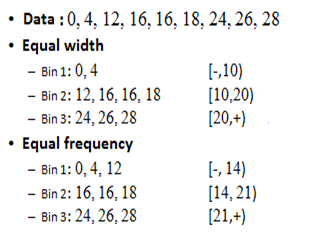 • Data : 0, 4, 12, 16, 16, 18, 24, 26, 28
• Equal width
– Bin 1: 0, 4 [-,10)
– Bin 2: 12, 16, 16, 18 [10,20)
– Bin 3: 24, 26, 28 [20,+)
• Equal frequency
– Bin 1: 0, 4, 12 [-, 14)
– Bin 2: 16, 16, 18 [14, 21)
– Bin 3: 24, 26, 28 [21,+)